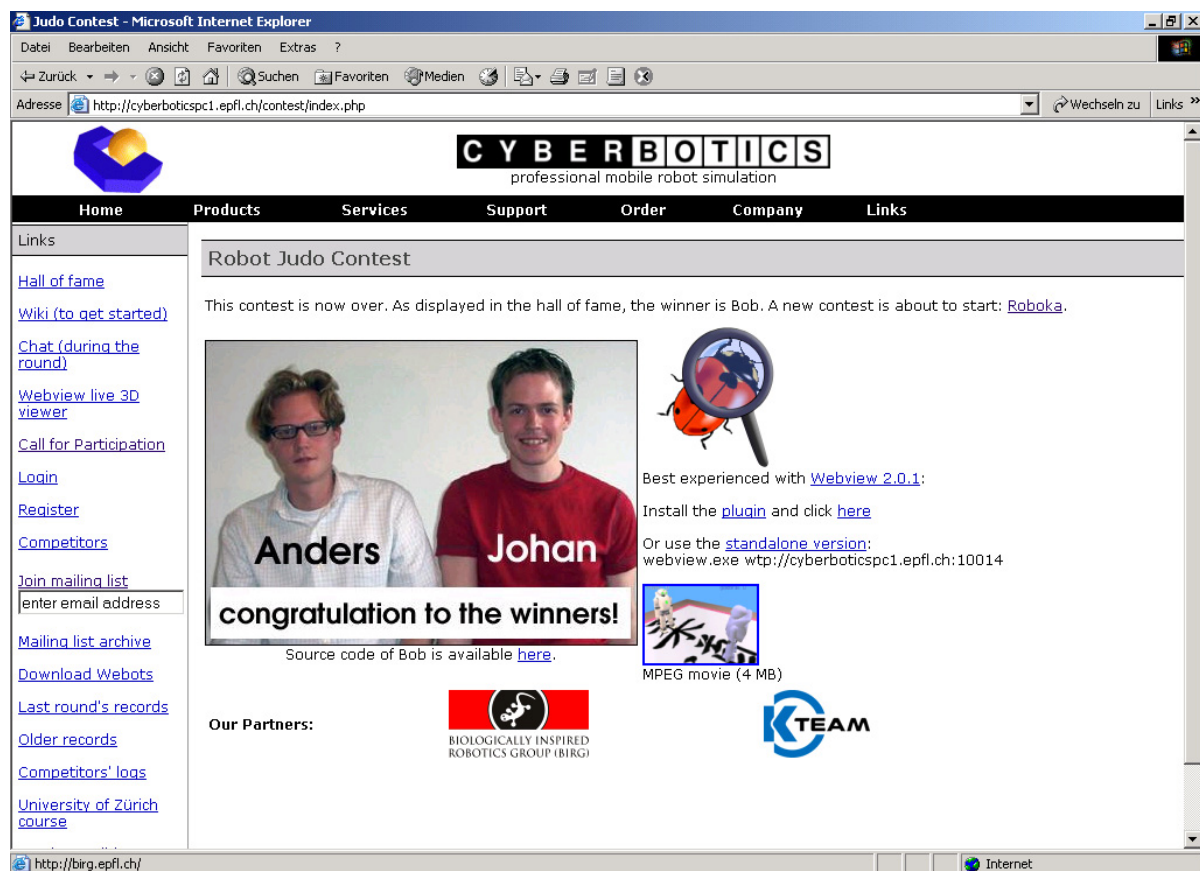 Judo Contest - Microsoft Internet Explorer
Datei Bearbeiten Ansicht Favoriten Extras ?
Zurück Suchen Favoriten Medien
Adresse http://cyberboticspc1.epfl.ch/contest/index.php Wechseln zu Links »
CYBERBOTICS
professional mobile robot simulation
Home Products Services Support Order Company Links
Links
Hall of fame
Wiki (to get started)
Chat (during the
round)
Webview live 3D
viewer
Call for Participation
Login
Register
Competitors
Join mailing list
enter email address
Mailing list archive
Download Webots
Last round's records
Older records
Competitors' logs
University of Zürich
course
Robot Judo Contest
This contest is now over. As displayed in the hall of fame, the winner is Bob. A new contest is about to start: Roboka.
Anders Johan
congratulation to the winners!
Source code of Bob is available here.
Best experienced with Webview 2.0.1:
Install the plugin and click here
Or use the standalone version:
webview.exe wtp://cyberboticspc1.epfl.ch:10014
MPEG movie (4 MB)
Our Partners:
BIOLOGICALLY INSPIRED
ROBOTICS GROUP (BIRG)
K TEAM
http://birg.epfl.ch/ Internet